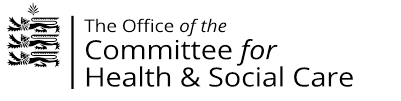 The Office of the
Committee for
Health & Social Care